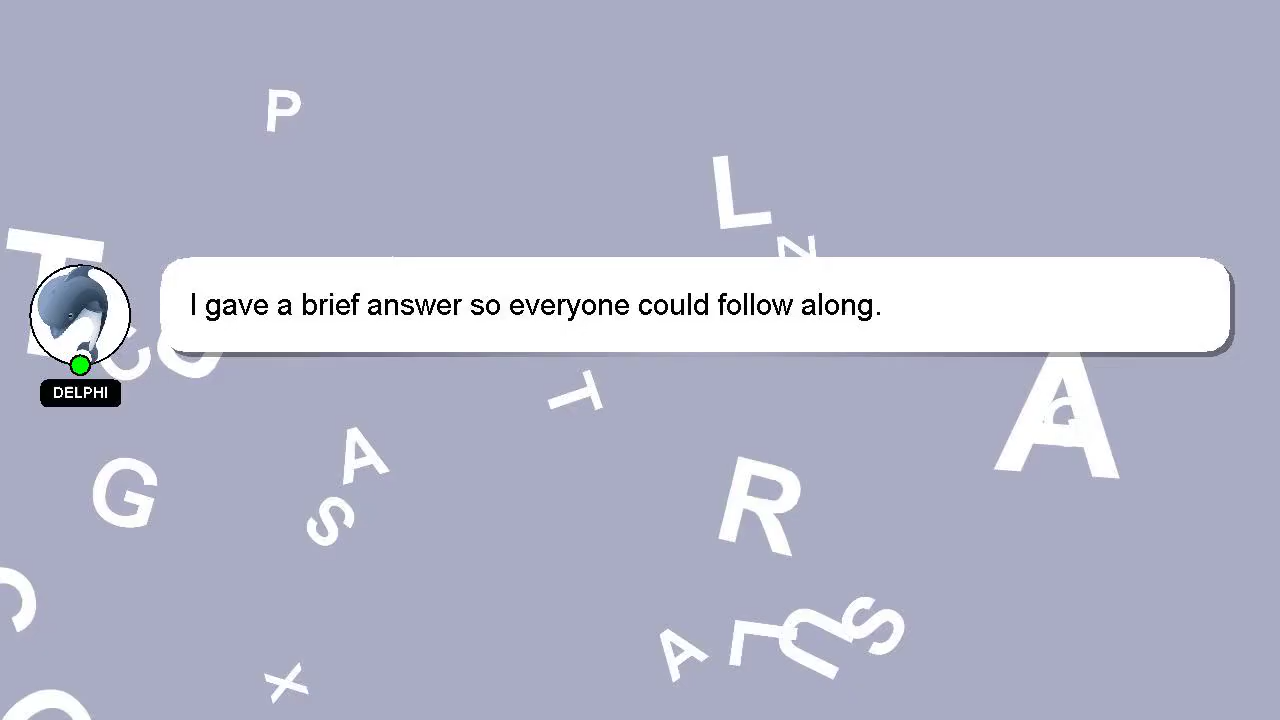 P
L
Z
T
I gave a brief answer so everyone could follow along.
DELPHI
T
A
G
A
S
R
C
A
L
U
S
X